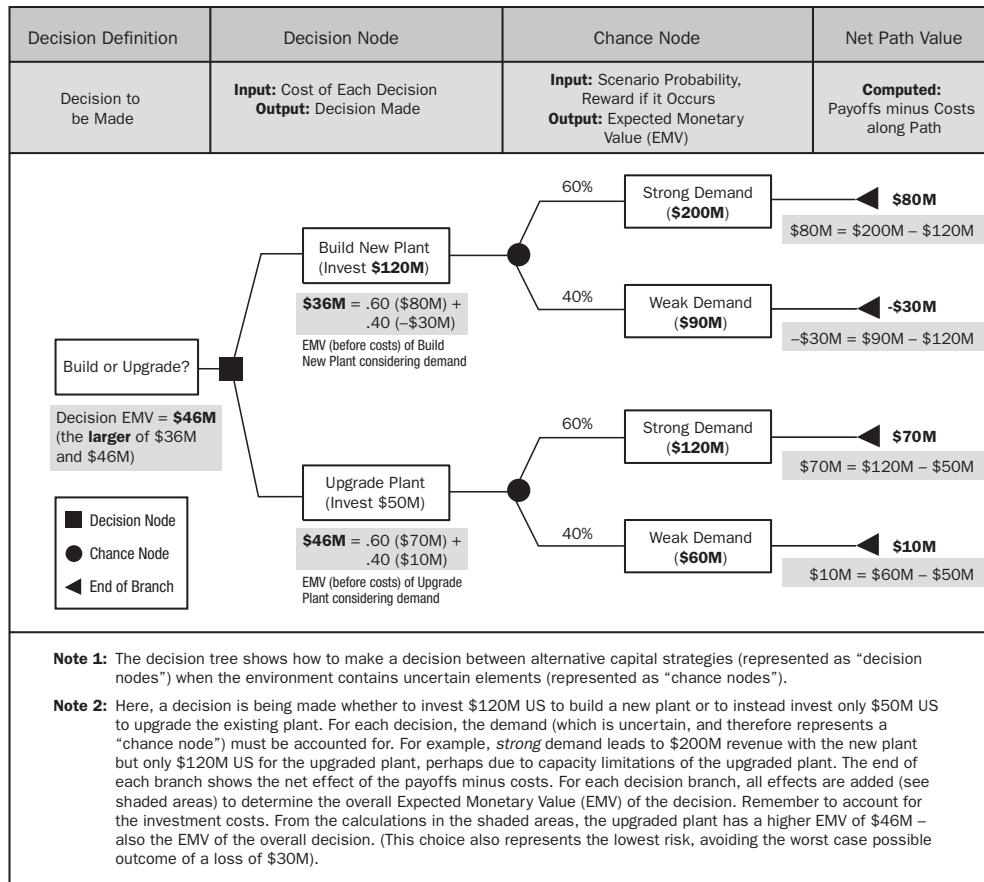 Decision Definition
Decision Node
Chance Node
Net Path Value
Decision to
be Made
Input: Cost of Each Decision
Output: Decision Made
Input: Scenario Probability,
Reward if it Occurs
Output: Expected Monetary
Value (EMV)
Computed:
Payoffs minus Costs
along Path
60%
Strong Demand
($200M)
$80M
$80M = $200M – $120M
Build New Plant
(Invest $120M)
$36M = .60 ($80M) +
.40 (–$30M)
EMV (before costs) of Build
New Plant considering demand
40%
Weak Demand
($90M)
-$30M
–$30M = $90M – $120M
Build or Upgrade?
Decision EMV = $46M
(the larger of $36M
and $46M)
60%
Strong Demand
($120M)
$70M
$70M = $120M – $50M
Upgrade Plant
(Invest $50M)
$46M = .60 ($70M) +
.40 ($10M)
EMV (before costs) of Upgrade
Plant considering demand
40%
Weak Demand
($60M)
$10M
$10M = $60M – $50M
Decision Node
Chance Node
End of Branch
Note 1: The decision tree shows how to make a decision between alternative capital strategies (represented as “decision
nodes”) when the environment contains uncertain elements (represented as “chance nodes”).
Note 2: Here, a decision is being made whether to invest $120M US to build a new plant or to instead invest only $50M US
to upgrade the existing plant. For each decision, the demand (which is uncertain, and therefore represents a
“chance node”) must be accounted for. For example, strong demand leads to $200M revenue with the new plant
but only $120M US for the upgraded plant, perhaps due to capacity limitations of the upgraded plant. The end of
each branch shows the net effect of the payoffs minus costs. For each decision branch, all effects are added (see
shaded areas) to determine the overall Expected Monetary Value (EMV) of the decision. Remember to account for
the investment costs. From the calculations in the shaded areas, the upgraded plant has a higher EMV of $46M –
also the EMV of the overall decision. (This choice also represents the lowest risk, avoiding the worst case possible
outcome of a loss of $30M).